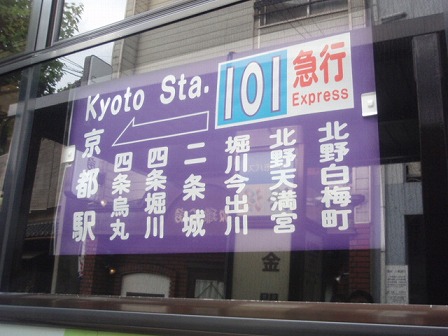 Kyoto Sta.
101
急行
Express
北野白梅町
北野天満宮
堀川今出川
二条城
四条堀川
四条烏丸
京都駅